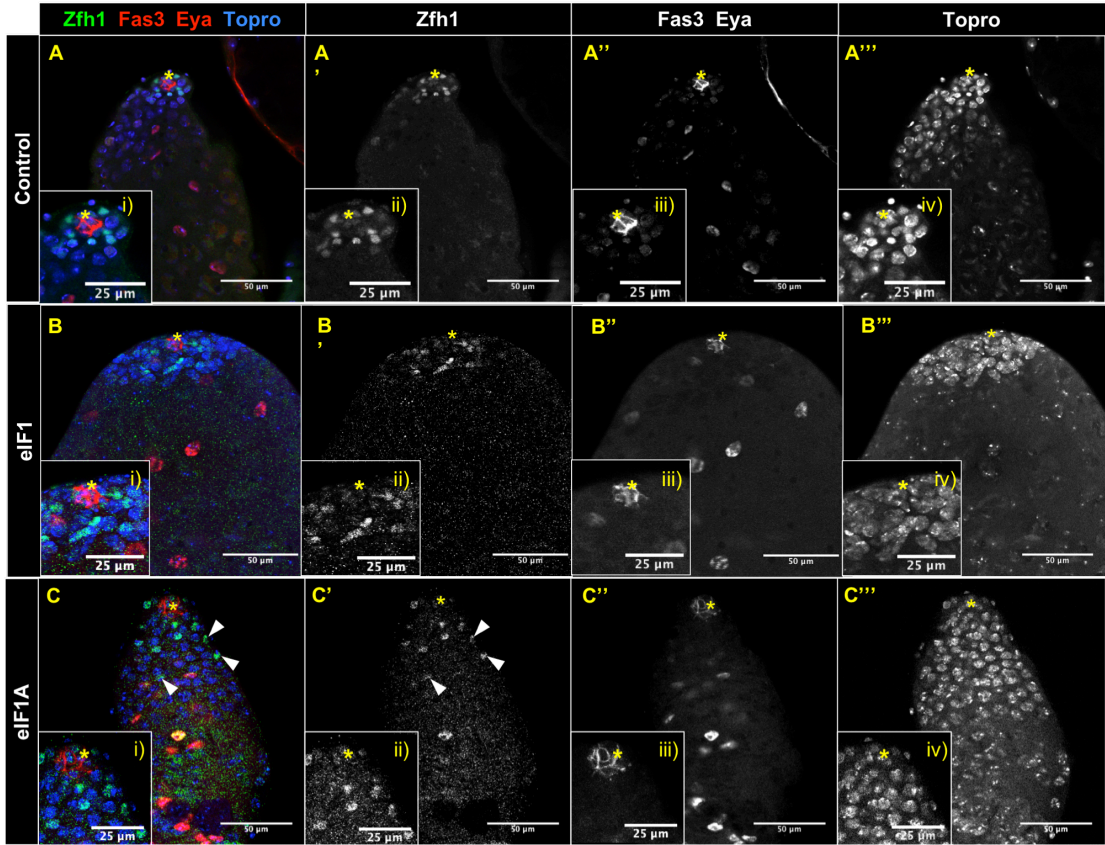 Zfh1 Fas3 Eya Topro
Zfh1
Fas3 Eya
Topro
Control
A
*
i)
25 µm
50 µm
A
’
*
ii)
25 µm
50 µm
A’’
*
iii)
25 µm
50 µm
A’’’
*
iv)
25 µm
50 µm
eIF1
B
*
i)
25 µm
50 µm
B
’
*
ii)
25 µm
50 µm
B’’
*
iii)
25 µm
50 µm
B’’’
*
iv)
25 µm
50 µm
eIF1A
C
*
i)
25 µm
50 µm
C’
*
ii)
25 µm
50 µm
C’’
*
iii)
25 µm
50 µm
C’’’
*
iv)
25 µm
50 µm